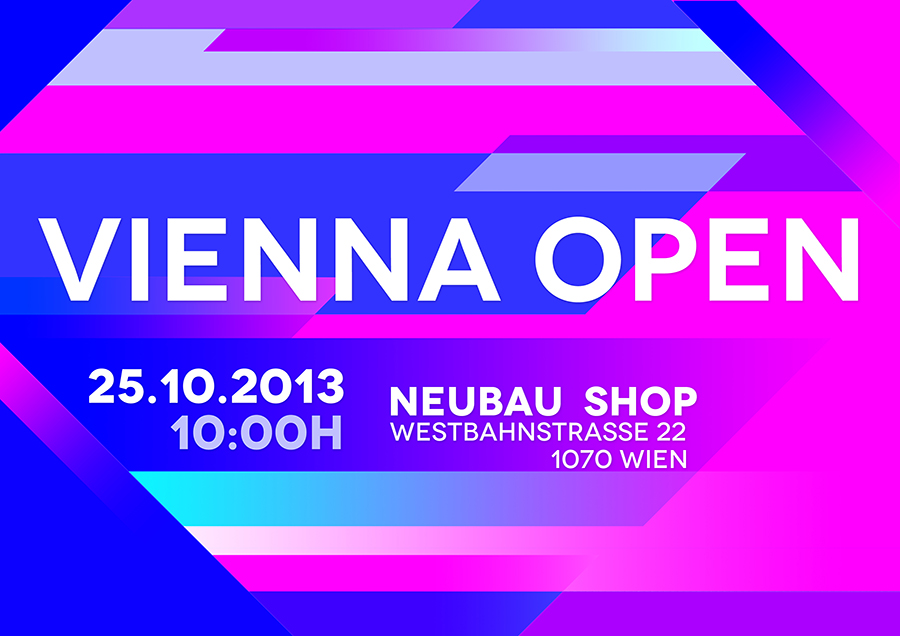 VIENNA OPEN
25.10.2013
10:00H
NEUBAU SHOP
WESTBAHNSTRASSE 22
1070 WIEN